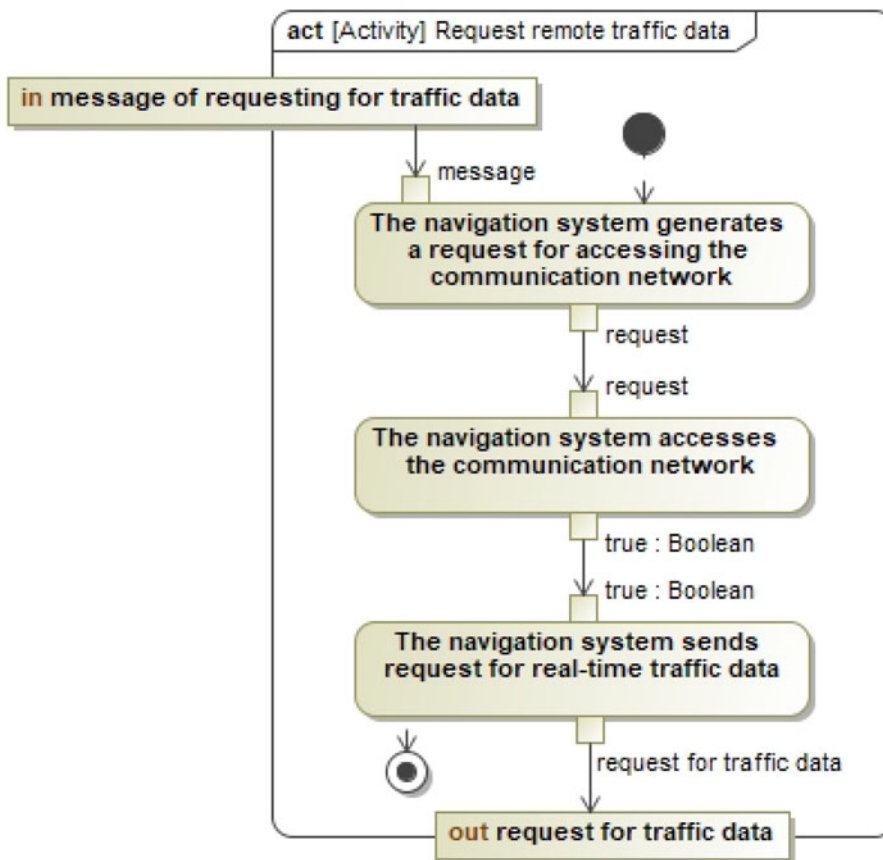 act [Activity] Request remote traffic data
in message of requesting for traffic data
message
The navigation system generates
a request for accessing the
communication network
request
request
The navigation system accesses
the communication network
true : Boolean
true : Boolean
The navigation system sends
request for real-time traffic data
request for traffic data
out request for traffic data